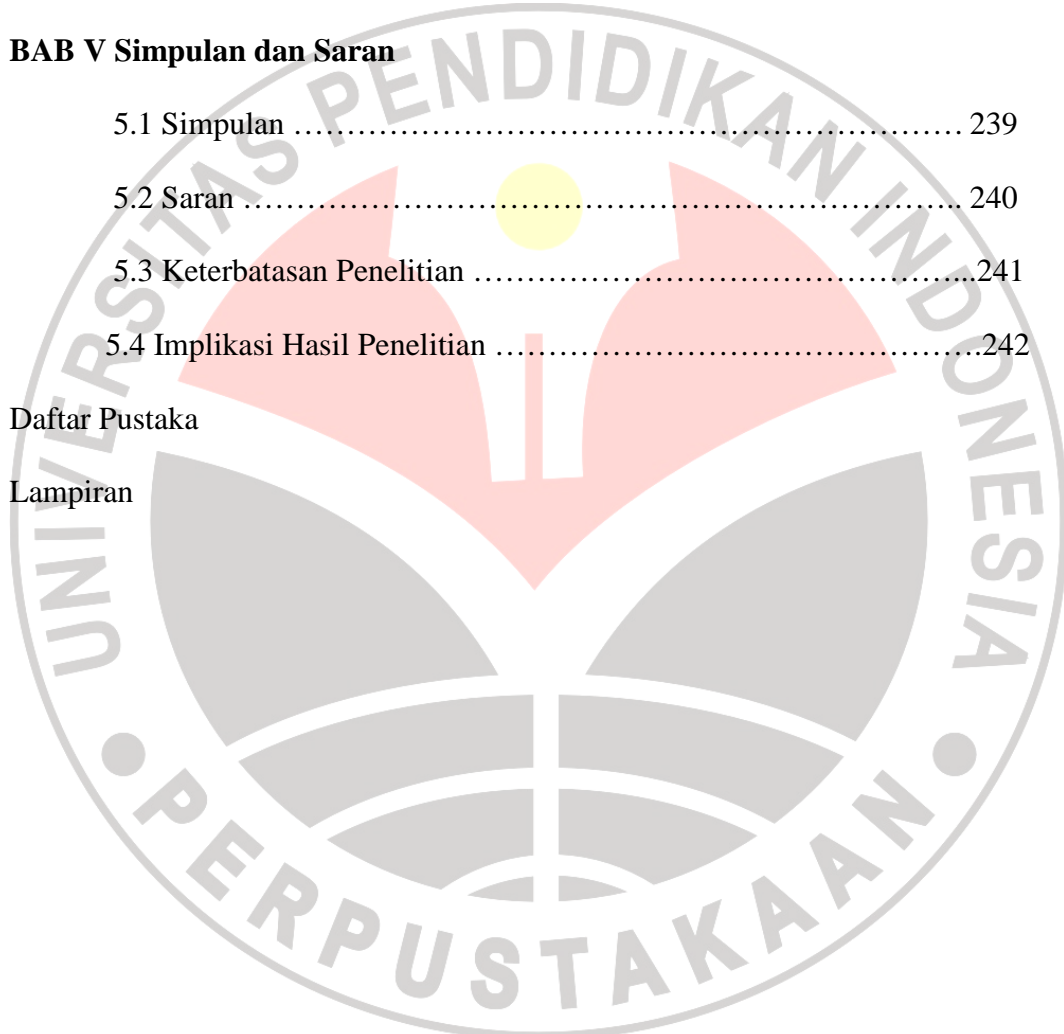 BAB V Simpulan dan Saran
5.1 Simpulan ………………………………………………………………… 239
5.2 Saran ………………………………………………………………………. 240
5.3 Keterbatasan Penelitian ………………………………………………..241
5.4 Implikasi Hasil Penelitian ……………………………………………….242
Daftar Pustaka
Lampiran
UNIVERSITAS PENDIDIKAN INDONESIA
PERPUSTAKAAN